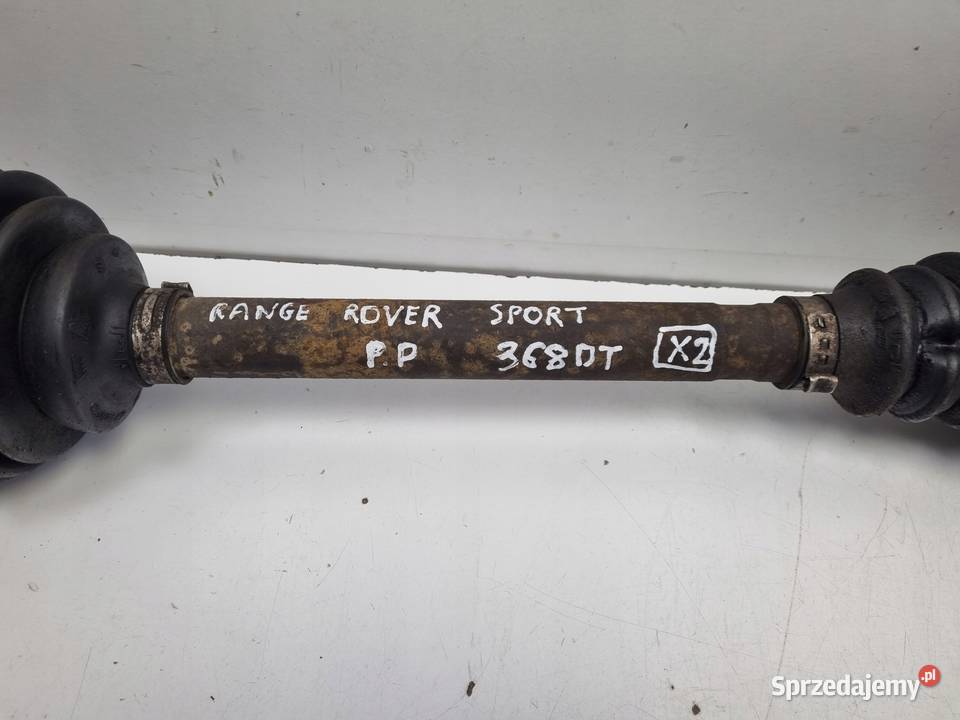 RANGE ROVER SPORT
P.P 368DT X2
Sprzedajemy.pl